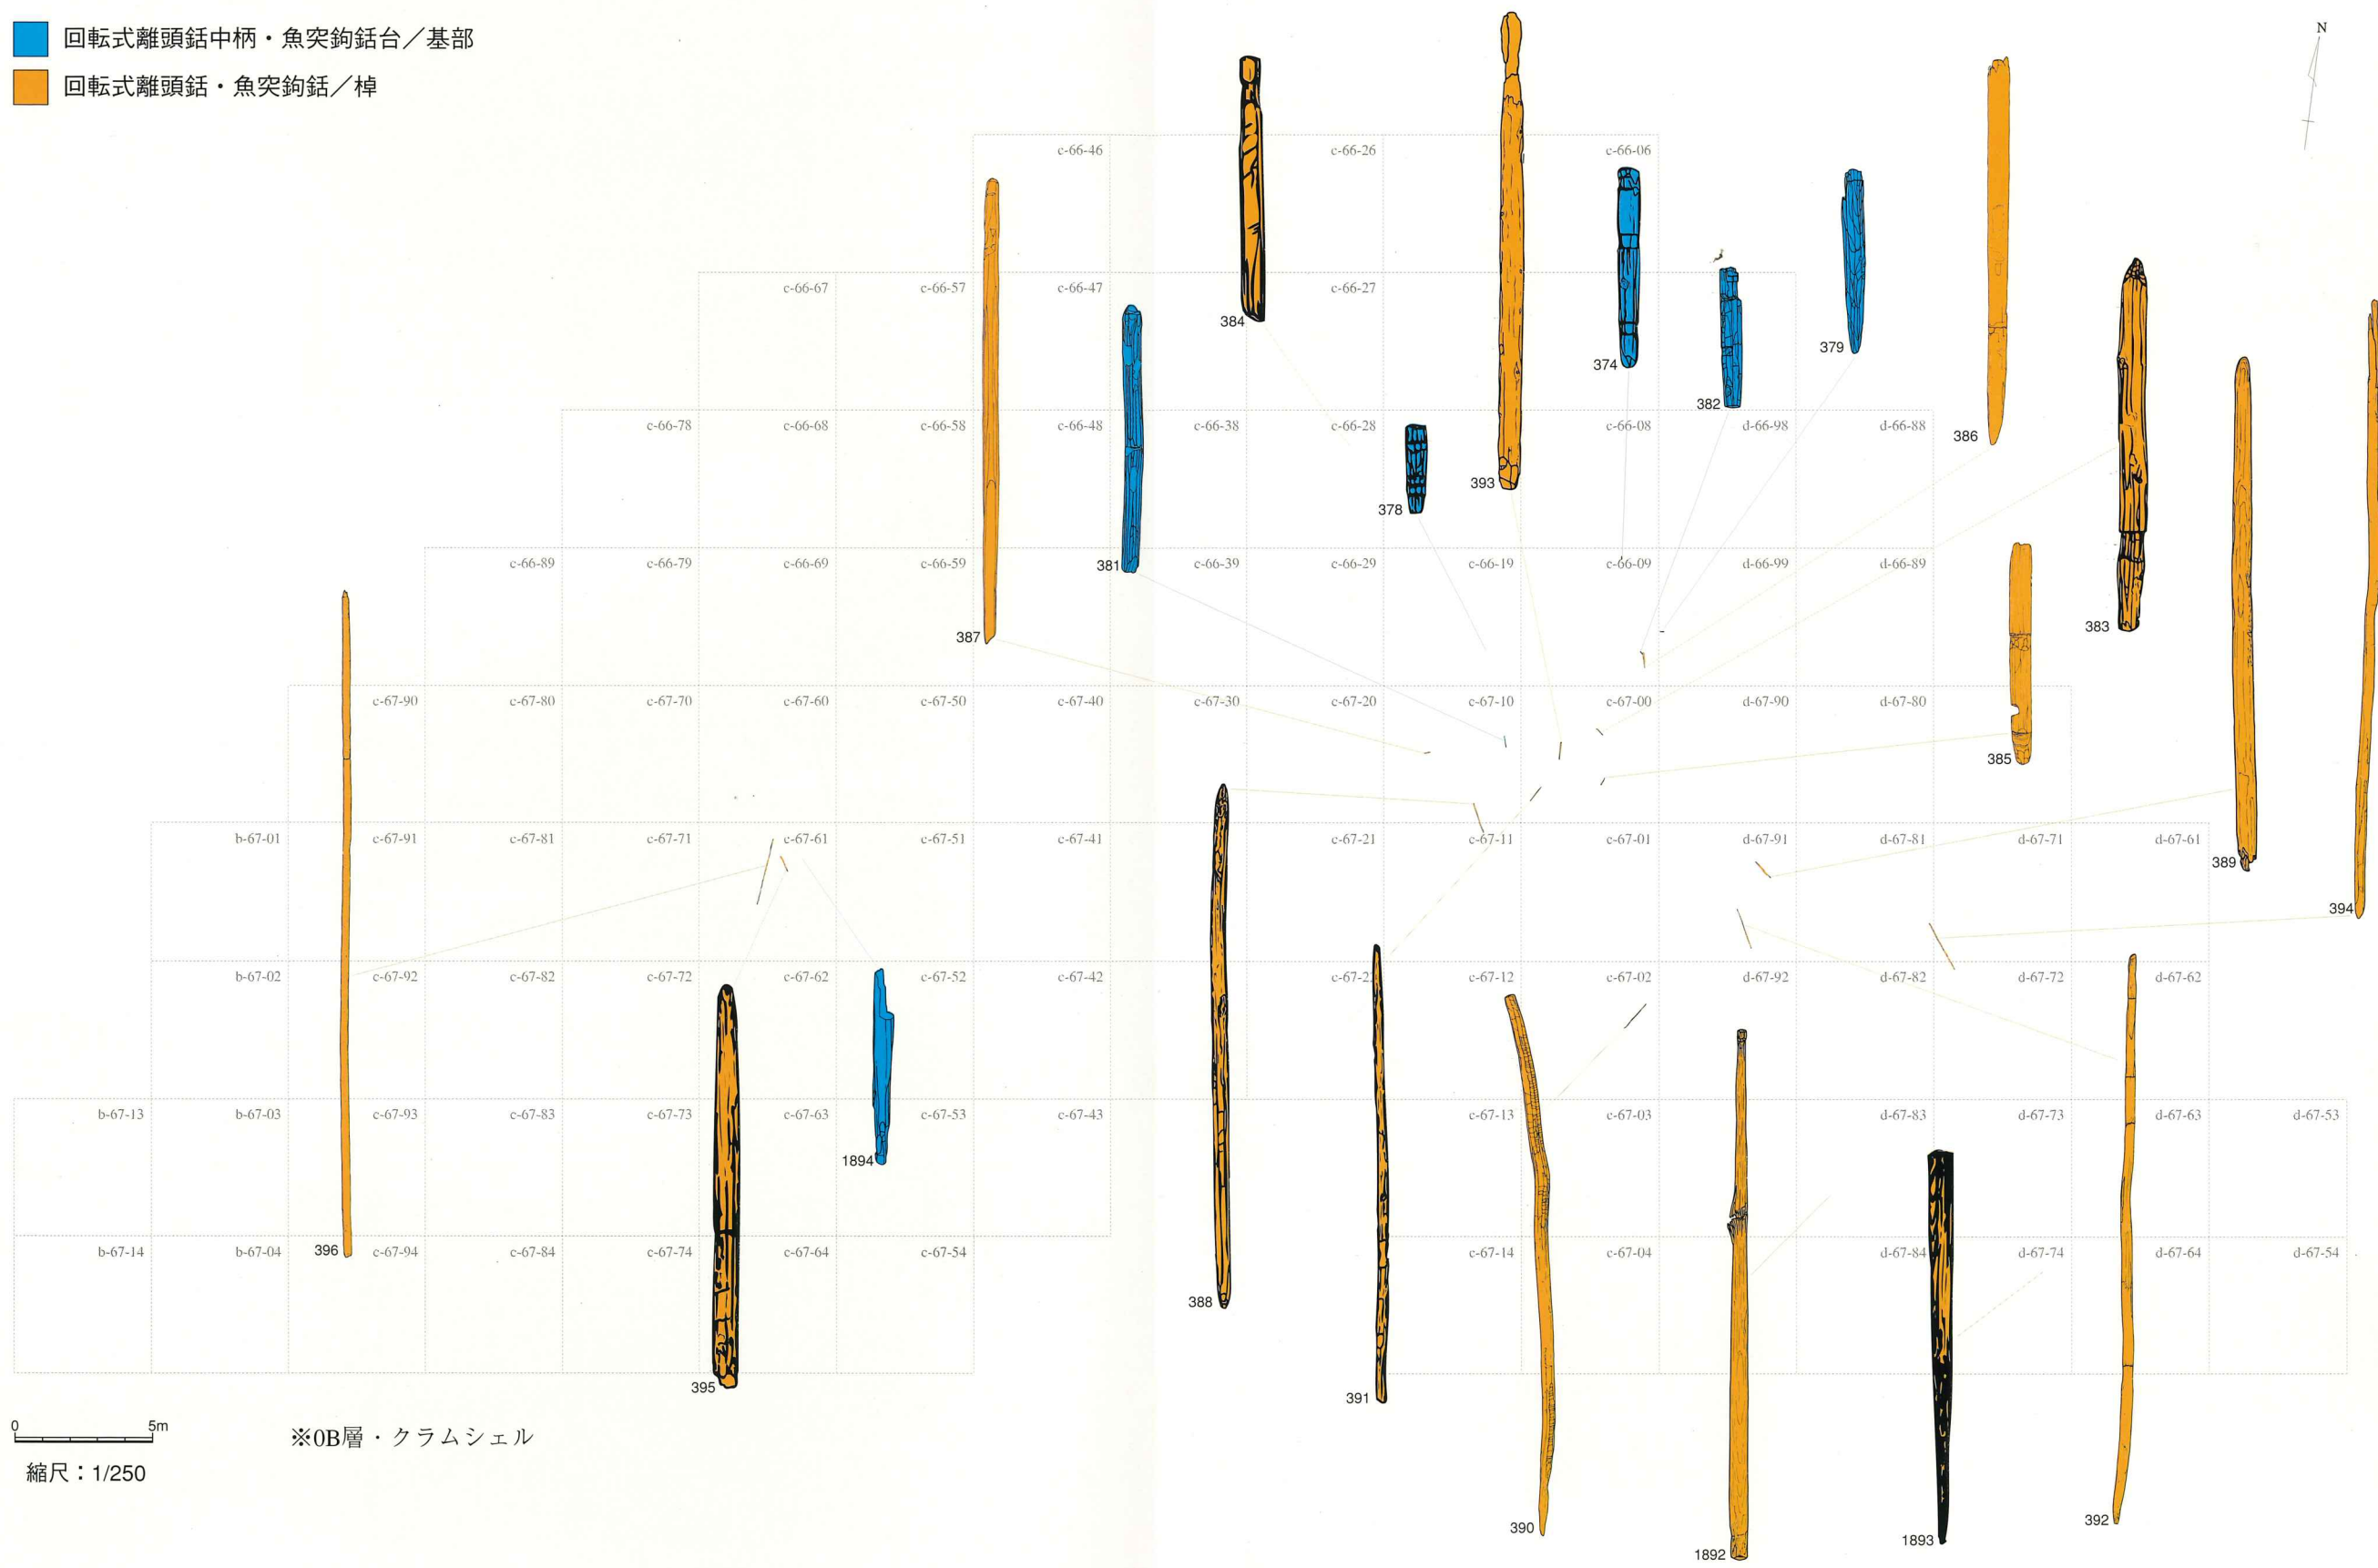 回転式離頭銛中柄・魚突鉤銛台／基部
回転式離頭銛・魚突鉤銛／棹
N
c-66-46 c-66-26 c-66-06
c-66-67 c-66-57 c-66-47 c-66-27
384 374 379
382
c-66-78 c-66-68 c-66-58 c-66-48 c-66-38 c-66-28 c-66-08 d-66-98 d-66-88
386
378 393
c-66-89 c-66-79 c-66-69 c-66-59 381 c-66-39 c-66-29 c-66-19 c-66-09 d-66-99 d-66-89
387 383
c-67-90 c-67-80 c-67-70 c-67-60 c-67-50 c-67-40 c-67-30 c-67-20 c-67-10 c-67-00 d-67-90 d-67-80
385
b-67-01 c-67-91 c-67-81 c-67-71 c-67-61 c-67-51 c-67-41 c-67-21 c-67-11 c-67-01 d-67-91 d-67-81 d-67-71 d-67-61
389
394
b-67-02 c-67-92 c-67-82 c-67-72 c-67-62 c-67-52 c-67-42 c-67-2 c-67-12 c-67-02 d-67-92 d-67-82 d-67-72 d-67-62
b-67-13 b-67-03 c-67-93 c-67-83 c-67-73 c-67-63 c-67-53 c-67-43 c-67-13 c-67-03 d-67-83 d-67-73 d-67-63 d-67-53
1894
b-67-14 b-67-04 396 c-67-94 c-67-84 c-67-74 c-67-64 c-67-54 c-67-14 c-67-04 d-67-84 d-67-74 d-67-64 d-67-54
388
395 391
0 5m
※0B層・クラムシェル
縮尺：1/250
390 392
1892 1893